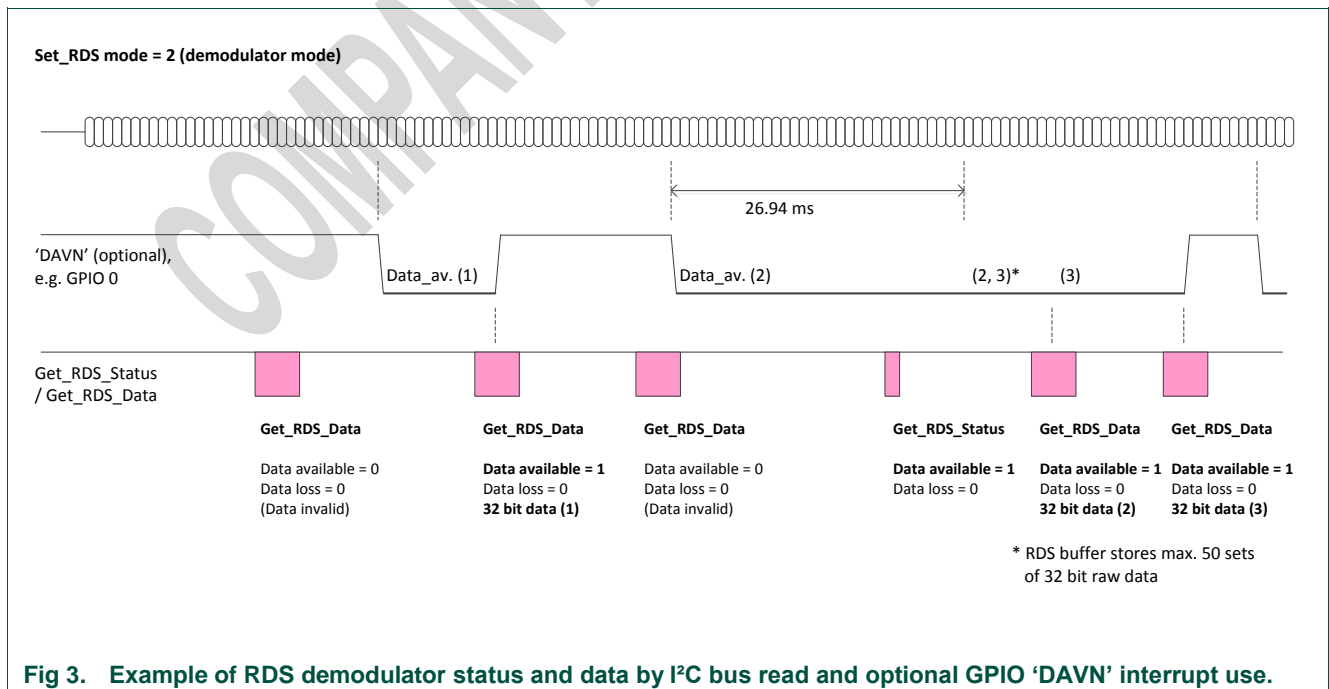 COMPAN
Set_RDS mode = 2 (demodulator mode)
26.94 ms
‘DAVN’ (optional),
e.g. GPIO 0
Data_av. (1)
Data_av. (2)
(2, 3)*
(3)
Get_RDS_Status
/ Get_RDS_Data
Get_RDS_Data
Data available = 0
Data loss = 0
(Data invalid)
Get_RDS_Data
Data available = 1
Data loss = 0
32 bit data (1)
Get_RDS_Data
Data available = 0
Data loss = 0
(Data invalid)
Get_RDS_Status
Data available = 1
Data loss = 0
Get_RDS_Data
Data available = 1
Data loss = 0
32 bit data (2)
Get_RDS_Data
Data available = 1
Data loss = 0
32 bit data (3)
* RDS buffer stores max. 50 sets
of 32 bit raw data
Fig 3. Example of RDS demodulator status and data by I²C bus read and optional GPIO ‘DAVN’ interrupt use.